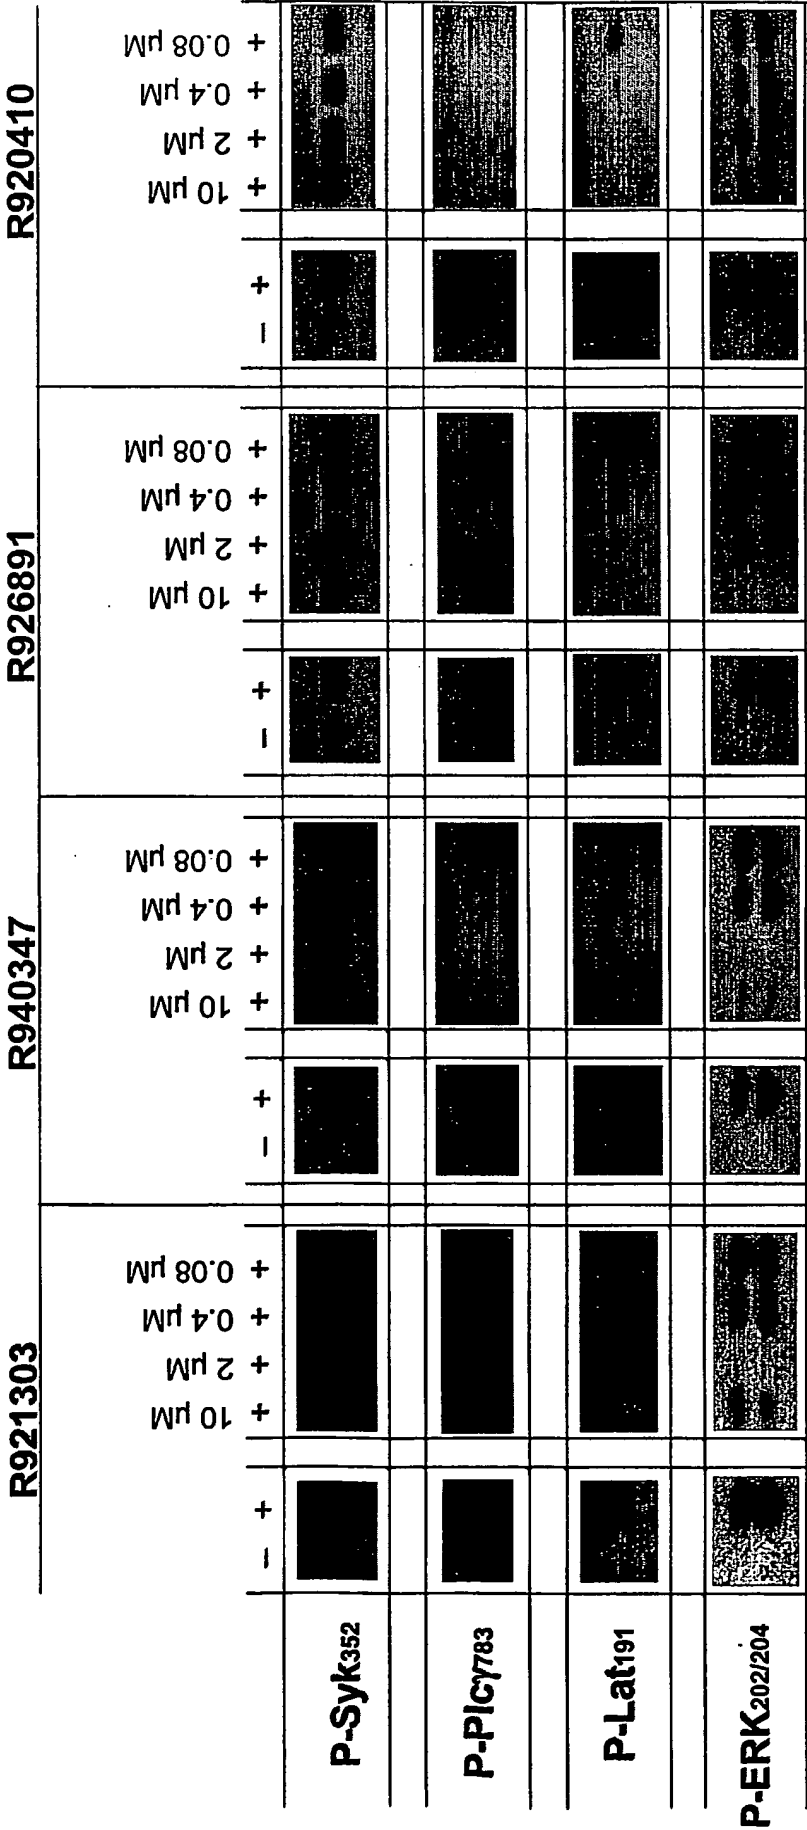 R921303 R940347 R926891 R920410
10 µM 2 µM 0.4 µM 0.08 µM 10 µM 2 µM 0.4 µM 0.08 µM 10 µM 2 µM 0.4 µM 0.08 µM 10 µM 2 µM 0.4 µM 0.08 µM
– + + + + + – + + + + + – + + + + + – + + + + +
P-Syk352
P-Plcγ783
P-Lat191
P-ERK202/204